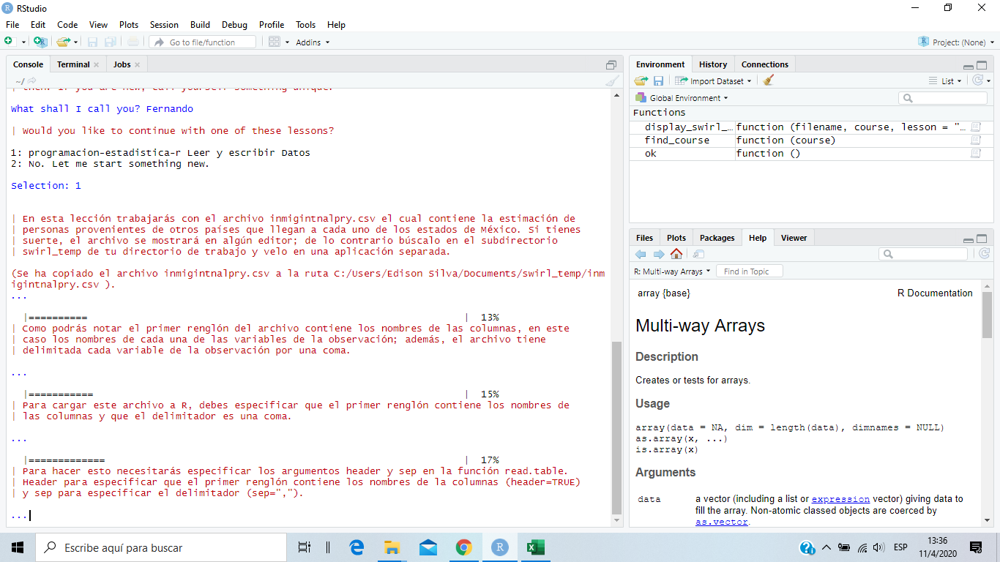 RStudio
File Edit Code View Plots Session Build Debug Profile Tools Help
Go to file/function Addins Project: (None)
Console Terminal Jobs
~/
| then. If you are new, call yourself something unique.
What shall I call you? Fernando
| Would you like to continue with one of these lessons?
1: programacion-estadistica-r Leer y escribir Datos
2: No. Let me start something new.
Selection: 1
| En esta lección trabajarás con el archivo inmigintnalpry.csv el cual contiene la estimación de
| personas provenientes de otros países que llegan a cada uno de los estados de México. Si tienes
| suerte, el archivo se mostrará en algún editor; de lo contrario búscalo en el subdirectorio
| swirl_temp de tu directorio de trabajo y velo en una aplicación separada.
(Se ha copiado el archivo inmigintnalpry.csv a la ruta C:/Users/Edison Silva/Documents/swirl_temp/inm
igintnalpry.csv ).
...
|========== | 13%
| Como podrás notar el primer renglón del archivo contiene los nombres de las columnas, en este
| caso los nombres de cada una de las variables de la observación; además, el archivo tiene
| delimitada cada variable de la observación por una coma.
...
|=========== | 15%
| Para cargar este archivo a R, debes especificar que el primer renglón contiene los nombres de
| las columnas y que el delimitador es una coma.
...
|============= | 17%
| Para hacer esto necesitarás especificar los argumentos header y sep en la función read.table.
| Header para especificar que el primer renglón contiene los nombres de la columnas (header=TRUE)
| y sep para especificar el delimitador (sep=",").
...
Environment History Connections
Import Dataset List
Global Environment
Functions
display_swirl_… function (filename, course, lesson = "…
find_course function (course)
ok function ()
Files Plots Packages Help Viewer
R: Multi-way Arrays Find in Topic
array {base} R Documentation
Multi-way Arrays
Description
Creates or tests for arrays.
Usage
array(data = NA, dim = length(data), dimnames = NULL)
as.array(x, ...)
is.array(x)
Arguments
data a vector (including a list or expression vector) giving data to
fill the array. Non-atomic classed objects are coerced by
as.vector.
Escribe aquí para buscar
ESP
13:36
11/4/2020